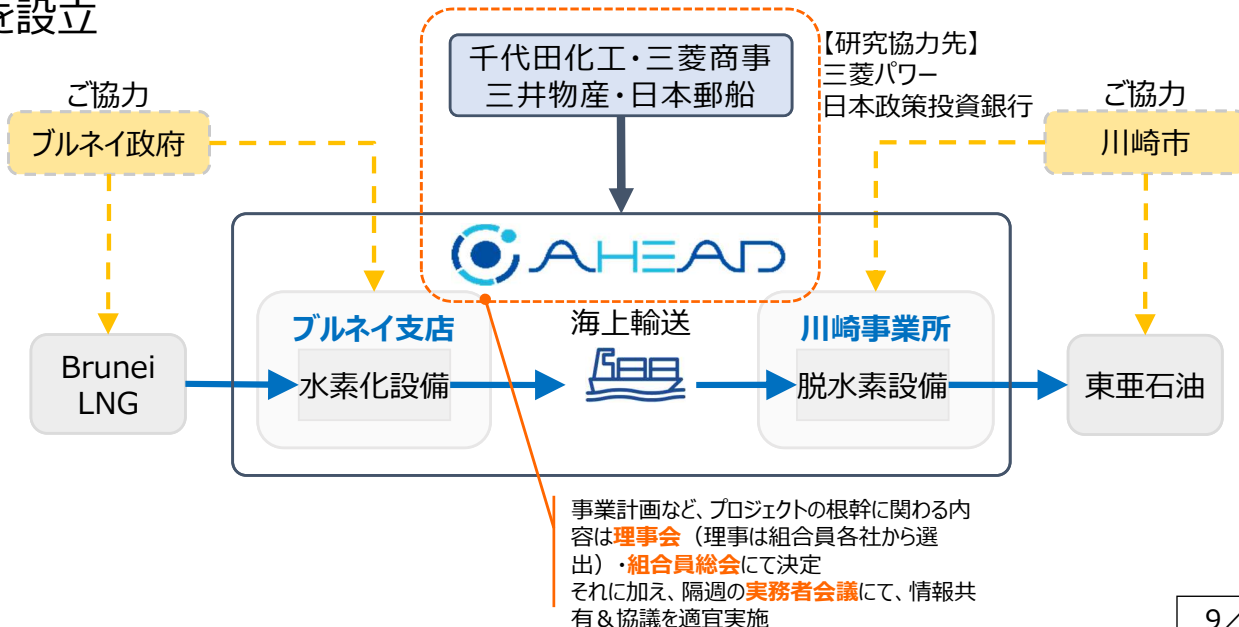 を設立
千代田化工・三菱商事
三井物産・日本郵船
【研究協力先】
三菱パワー
日本政策投資銀行
ご協力
ブルネイ政府
ご協力
川崎市
AHEAD
ブルネイ支店
水素化設備
海上輸送
川崎事業所
脱水素設備
Brunei
LNG
東亜石油
事業計画など、プロジェクトの根幹に関わる内
容は理事会（理事は組合員各社から選
出）・組合員総会にて決定
それに加え、隔週の実務者会議にて、情報共
有＆協議を適宜実施
9／